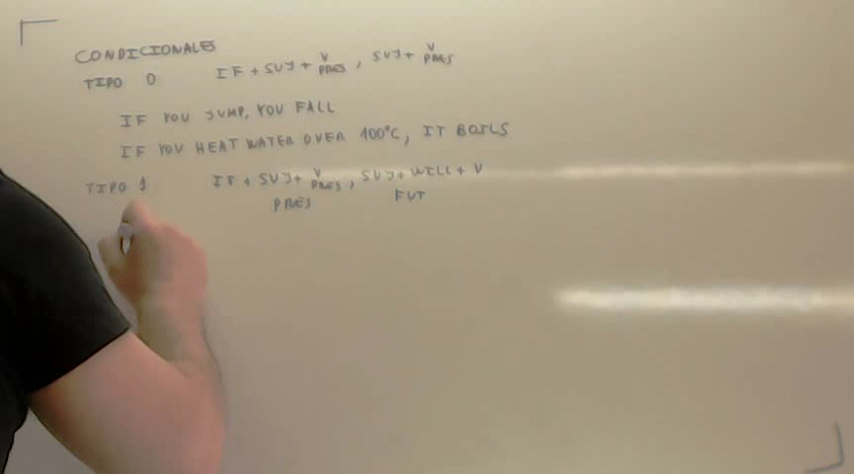 CONDICIONALES
TIPO 0 IF + SUJ + V PRES, SUJ + V PRES
IF YOU JUMP, YOU FALL
IF YOU HEAT WATER OVER 100°C, IT BOILS
TIPO 1 IF + SUJ + V PRES, SUJ + WILL + V
PRES FUT